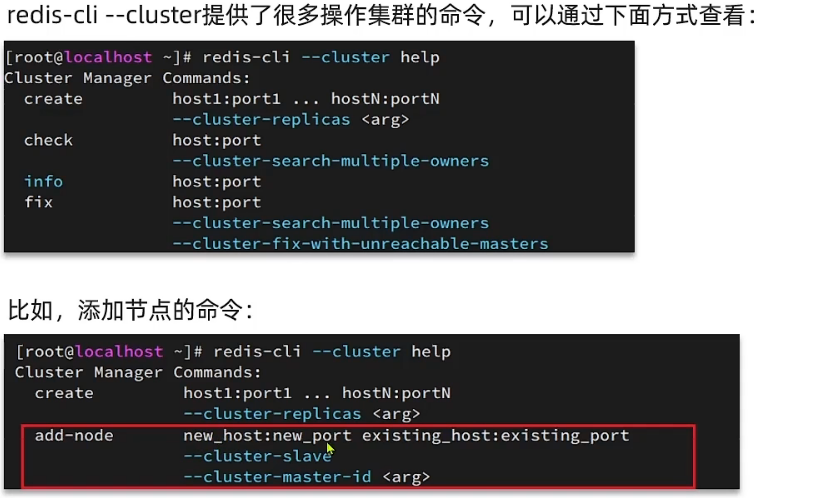 redis-cli --cluster提供了很多操作集群的命令，可以通过下面方式查看：
[root@localhost ~]# redis-cli --cluster help
Cluster Manager Commands:
create host1:port1 ... hostN:portN
--cluster-replicas <arg>
check host:port
--cluster-search-multiple-owners
info host:port
fix host:port
--cluster-search-multiple-owners
--cluster-fix-with-unreachable-masters
比如，添加节点的命令：
[root@localhost ~]# redis-cli --cluster help
Cluster Manager Commands:
create host1:port1 ... hostN:portN
--cluster-replicas <arg>
add-node new_host:new_port existing_host:existing_port
--cluster-slave
--cluster-master-id <arg>